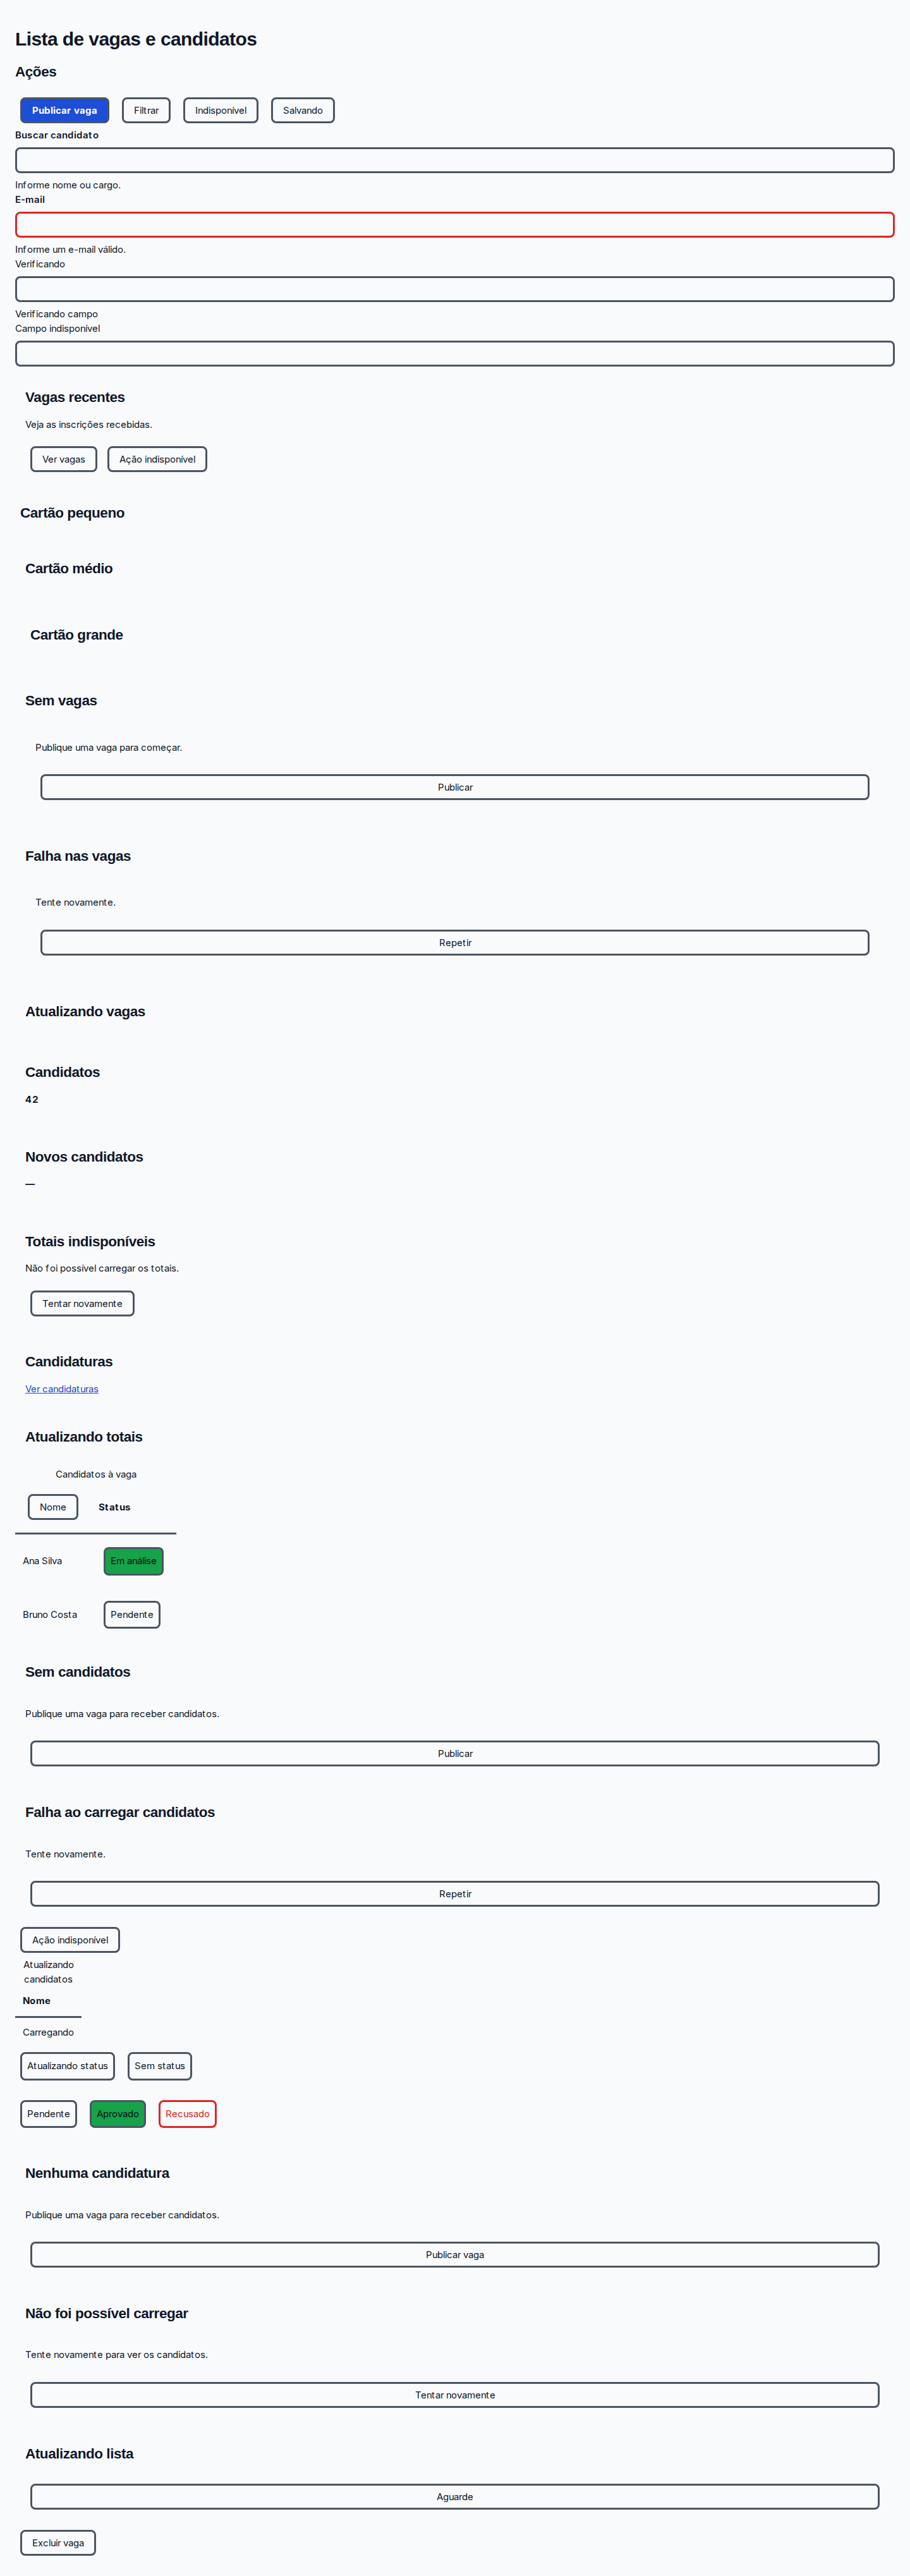 Lista de vagas e candidatos
Ações
Publicar vaga Filtrar Indisponível Salvando
Buscar candidato
Informe nome ou cargo.
E-mail
Informe um e-mail válido.
Verificando
Verificando campo
Campo indisponível
Vagas recentes
Veja as inscrições recebidas.
Ver vagas Ação indisponível
Cartão pequeno
Cartão médio
Cartão grande
Sem vagas
Publique uma vaga para começar.
Publicar
Falha nas vagas
Tente novamente.
Repetir
Atualizando vagas
Candidatos
42
Novos candidatos
—
Totais indisponíveis
Não foi possível carregar os totais.
Tentar novamente
Candidaturas
Ver candidaturas
Atualizando totais
Candidatos à vaga
Nome Status
Ana Silva Em análise
Bruno Costa Pendente
Sem candidatos
Publique uma vaga para receber candidatos.
Publicar
Falha ao carregar candidatos
Tente novamente.
Repetir
Ação indisponível
Atualizando
candidatos
Nome
Carregando
Atualizando status Sem status
Pendente Aprovado Recusado
Nenhuma candidatura
Publique uma vaga para receber candidatos.
Publicar vaga
Não foi possível carregar
Tente novamente para ver os candidatos.
Tentar novamente
Atualizando lista
Aguarde
Excluir vaga